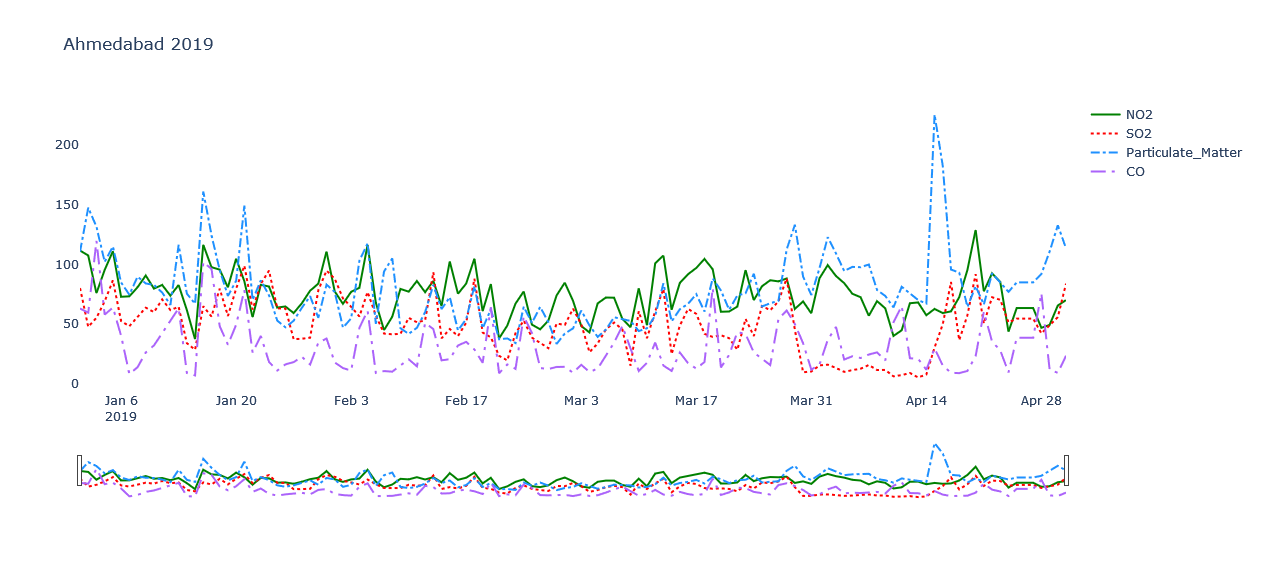 Ahmedabad 2019
NO2
SO2
Particulate_Matter
CO
200
150
100
50
0
Jan 6
2019
Jan 20
Feb 3
Feb 17
Mar 3
Mar 17
Mar 31
Apr 14
Apr 28